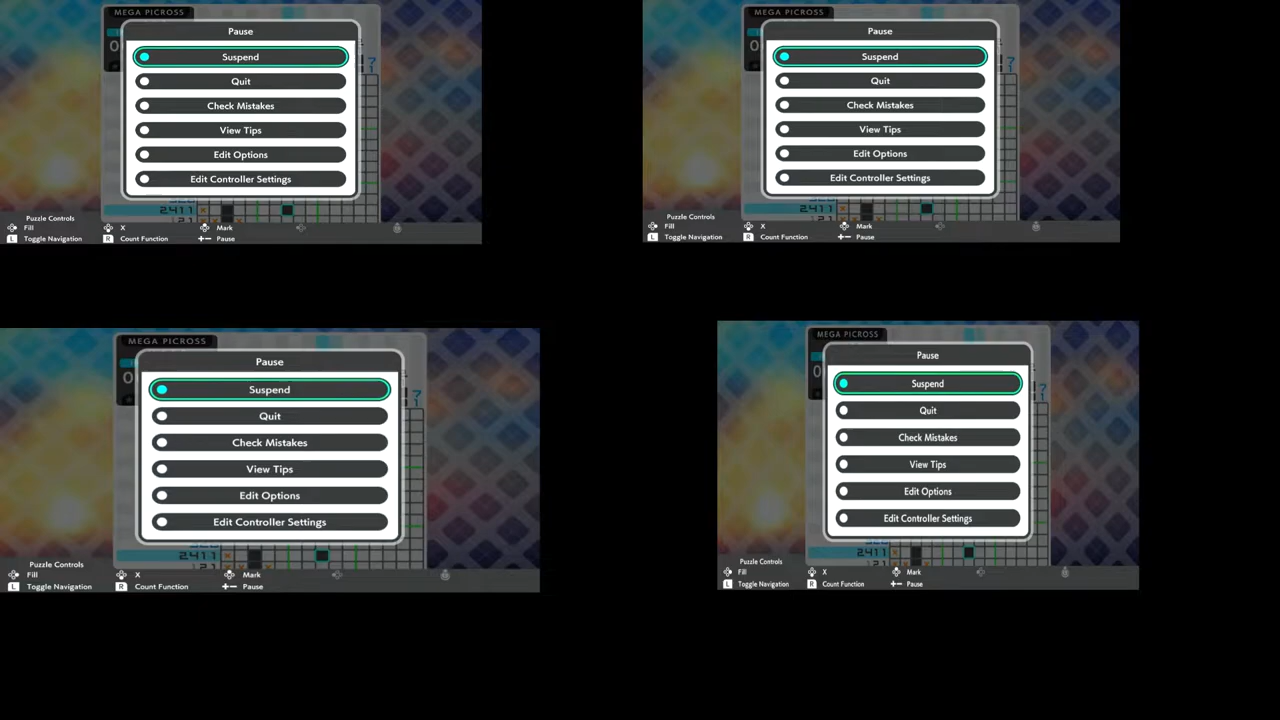 MEGA PICROSS
Pause
Suspend
Quit
Check Mistakes
View Tips
Edit Options
Edit Controller Settings
2411
Puzzle Controls
Fill X Mark
L Toggle Navigation R Count Function Pause
MEGA PICROSS
Pause
Suspend
Quit
Check Mistakes
View Tips
Edit Options
Edit Controller Settings
2411
Puzzle Controls
Fill X Mark
L Toggle Navigation R Count Function Pause
MEGA PICROSS
Pause
Suspend
Quit
Check Mistakes
View Tips
Edit Options
Edit Controller Settings
2411
Puzzle Controls
Fill X Mark
L Toggle Navigation R Count Function Pause
MEGA PICROSS
Pause
Suspend
Quit
Check Mistakes
View Tips
Edit Options
Edit Controller Settings
2411
Puzzle Controls
Fill X Mark
L Toggle Navigation R Count Function Pause